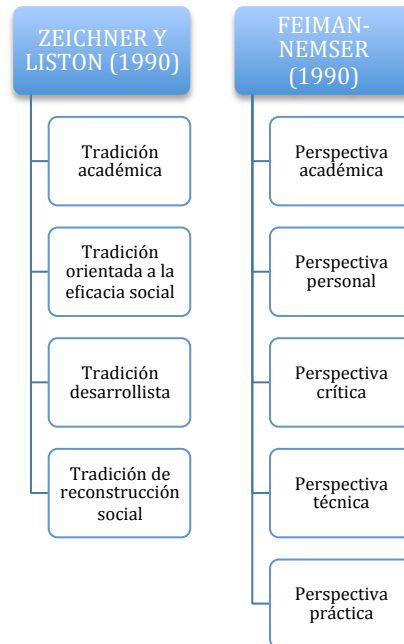 ZEICHNER Y
LISTON (1990)
Tradición
académica
Tradición
orientada a la
eficacia social
Tradición
desarrollista
Tradición de
reconstrucción
social
FEIMAN-
NEMSER
(1990)
Perspectiva
académica
Perspectiva
personal
Perspectiva
crítica
Perspectiva
técnica
Perspectiva
práctica